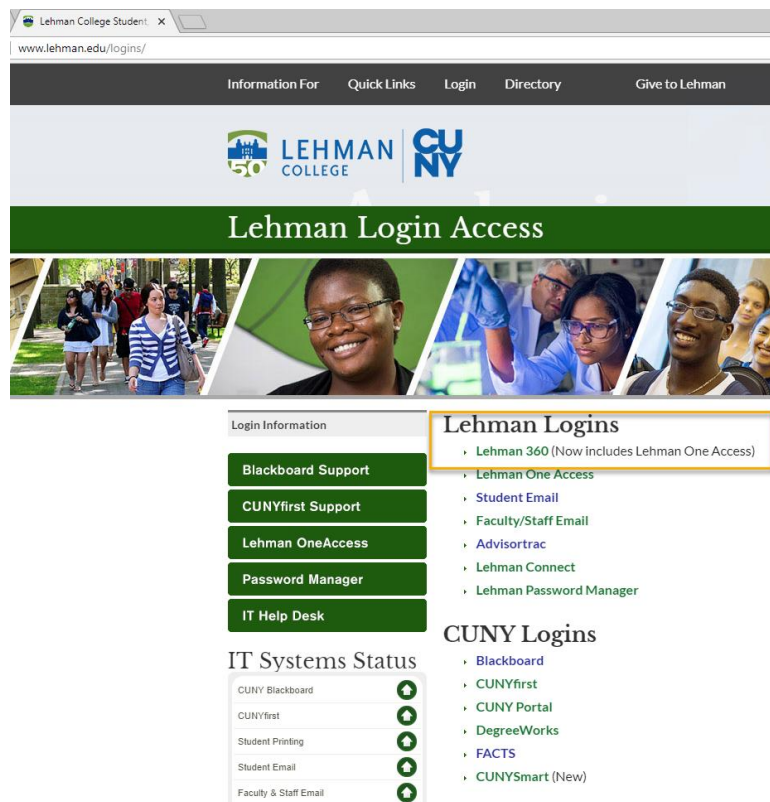 Lehman College Student
www.lehman.edu/logins/
Information For Quick Links Login Directory Give to Lehman
50
LEHMAN
COLLEGE
CU
NY
Lehman Login Access
Login Information
Blackboard Support
CUNYfirst Support
Lehman OneAccess
Password Manager
IT Help Desk
IT Systems Status
CUNY Blackboard
CUNYfirst
Student Printing
Student Email
Faculty & Staff Email
Lehman Logins
Lehman 360 (Now includes Lehman One Access)
Lehman One Access
Student Email
Faculty/Staff Email
Advisortrac
Lehman Connect
Lehman Password Manager
CUNY Logins
Blackboard
CUNYfirst
CUNY Portal
DegreeWorks
FACTS
CUNYSmart (New)